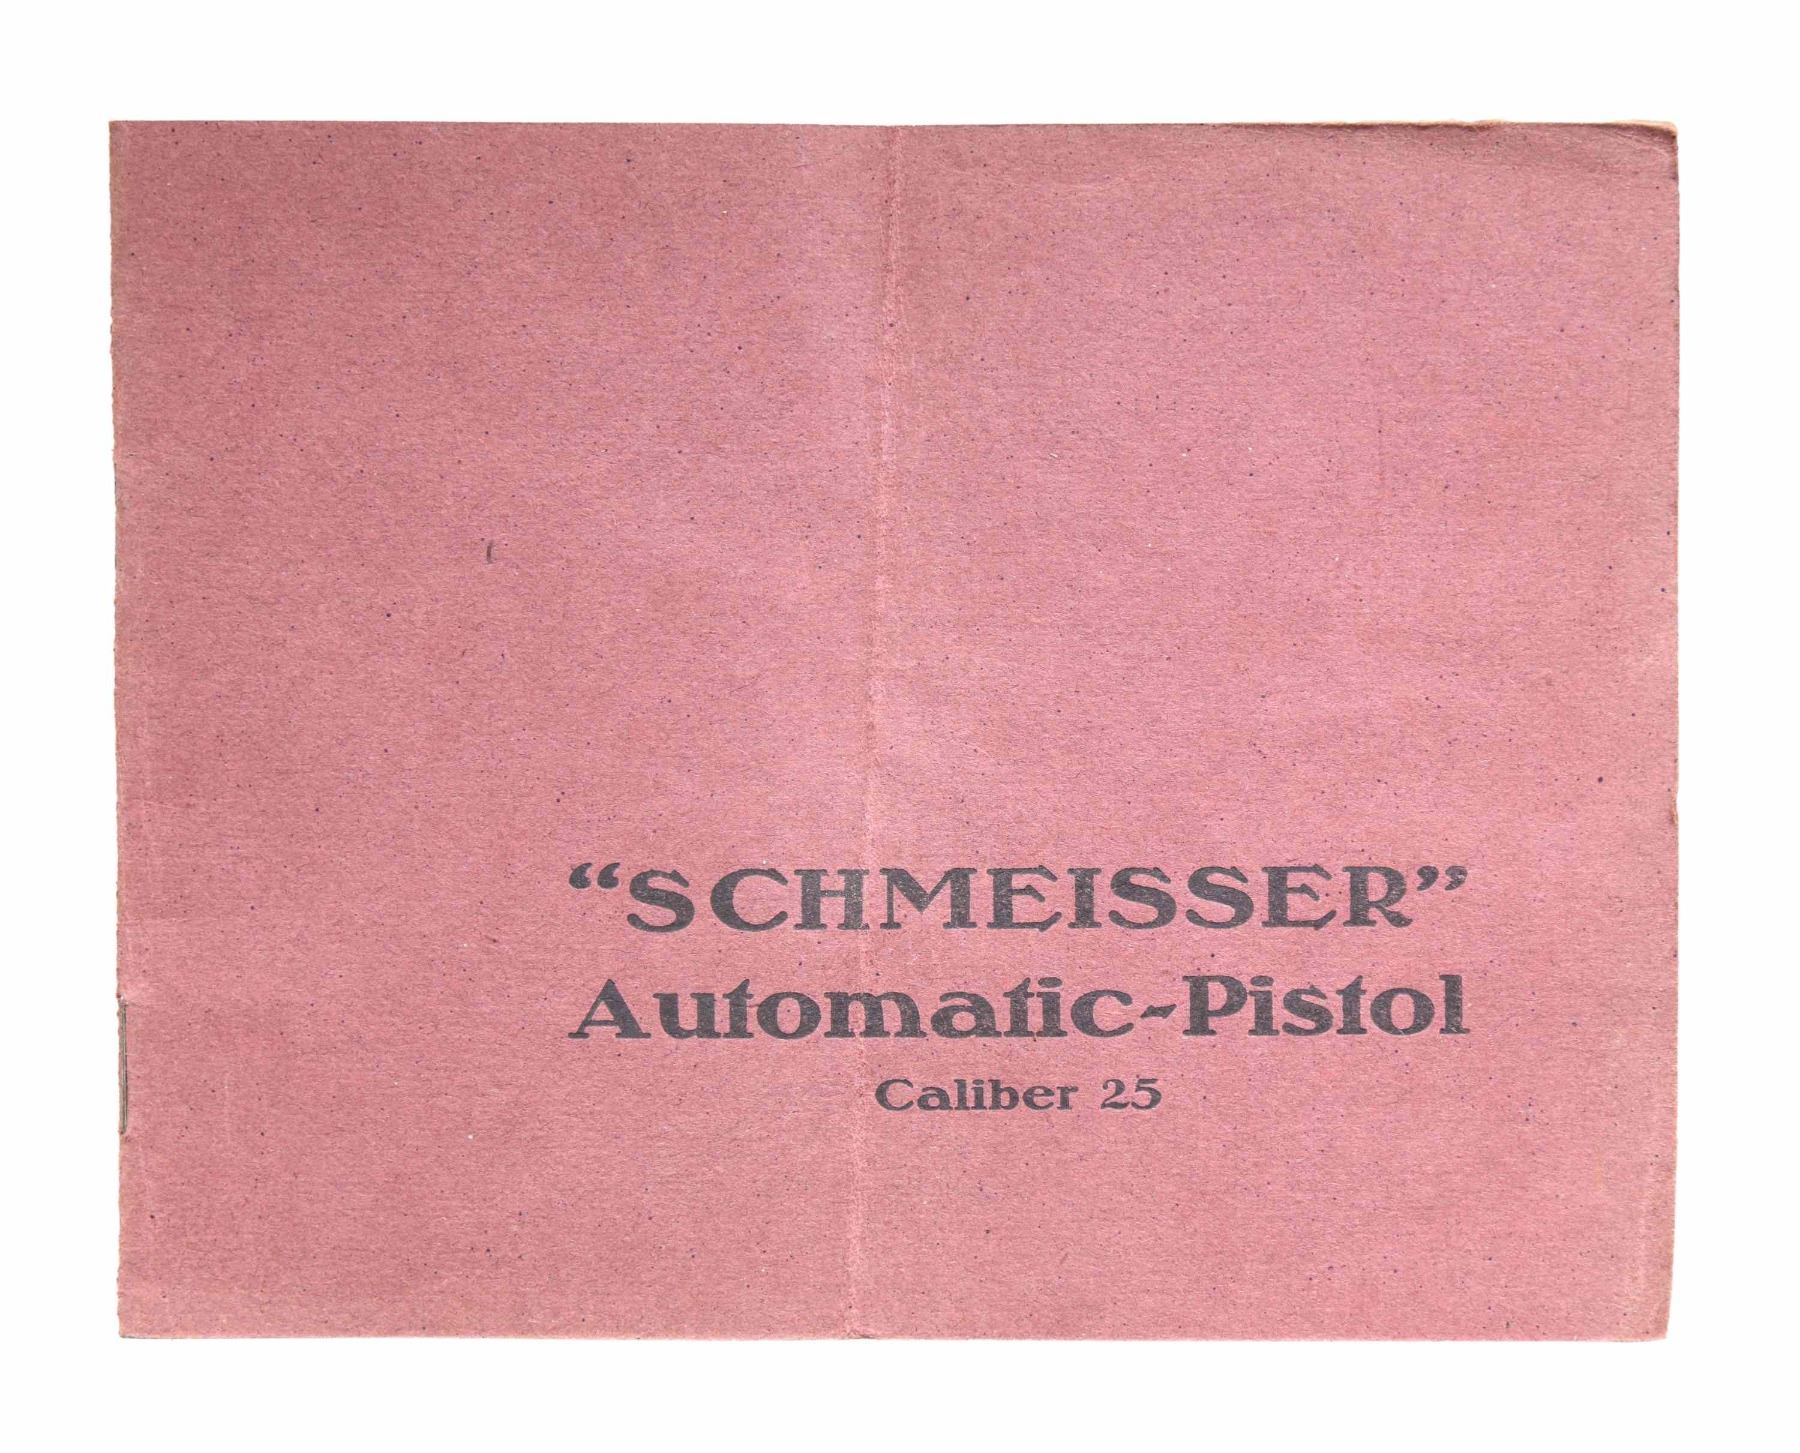 “SCHMEISSER”
Automatic-Pistol
Caliber 25